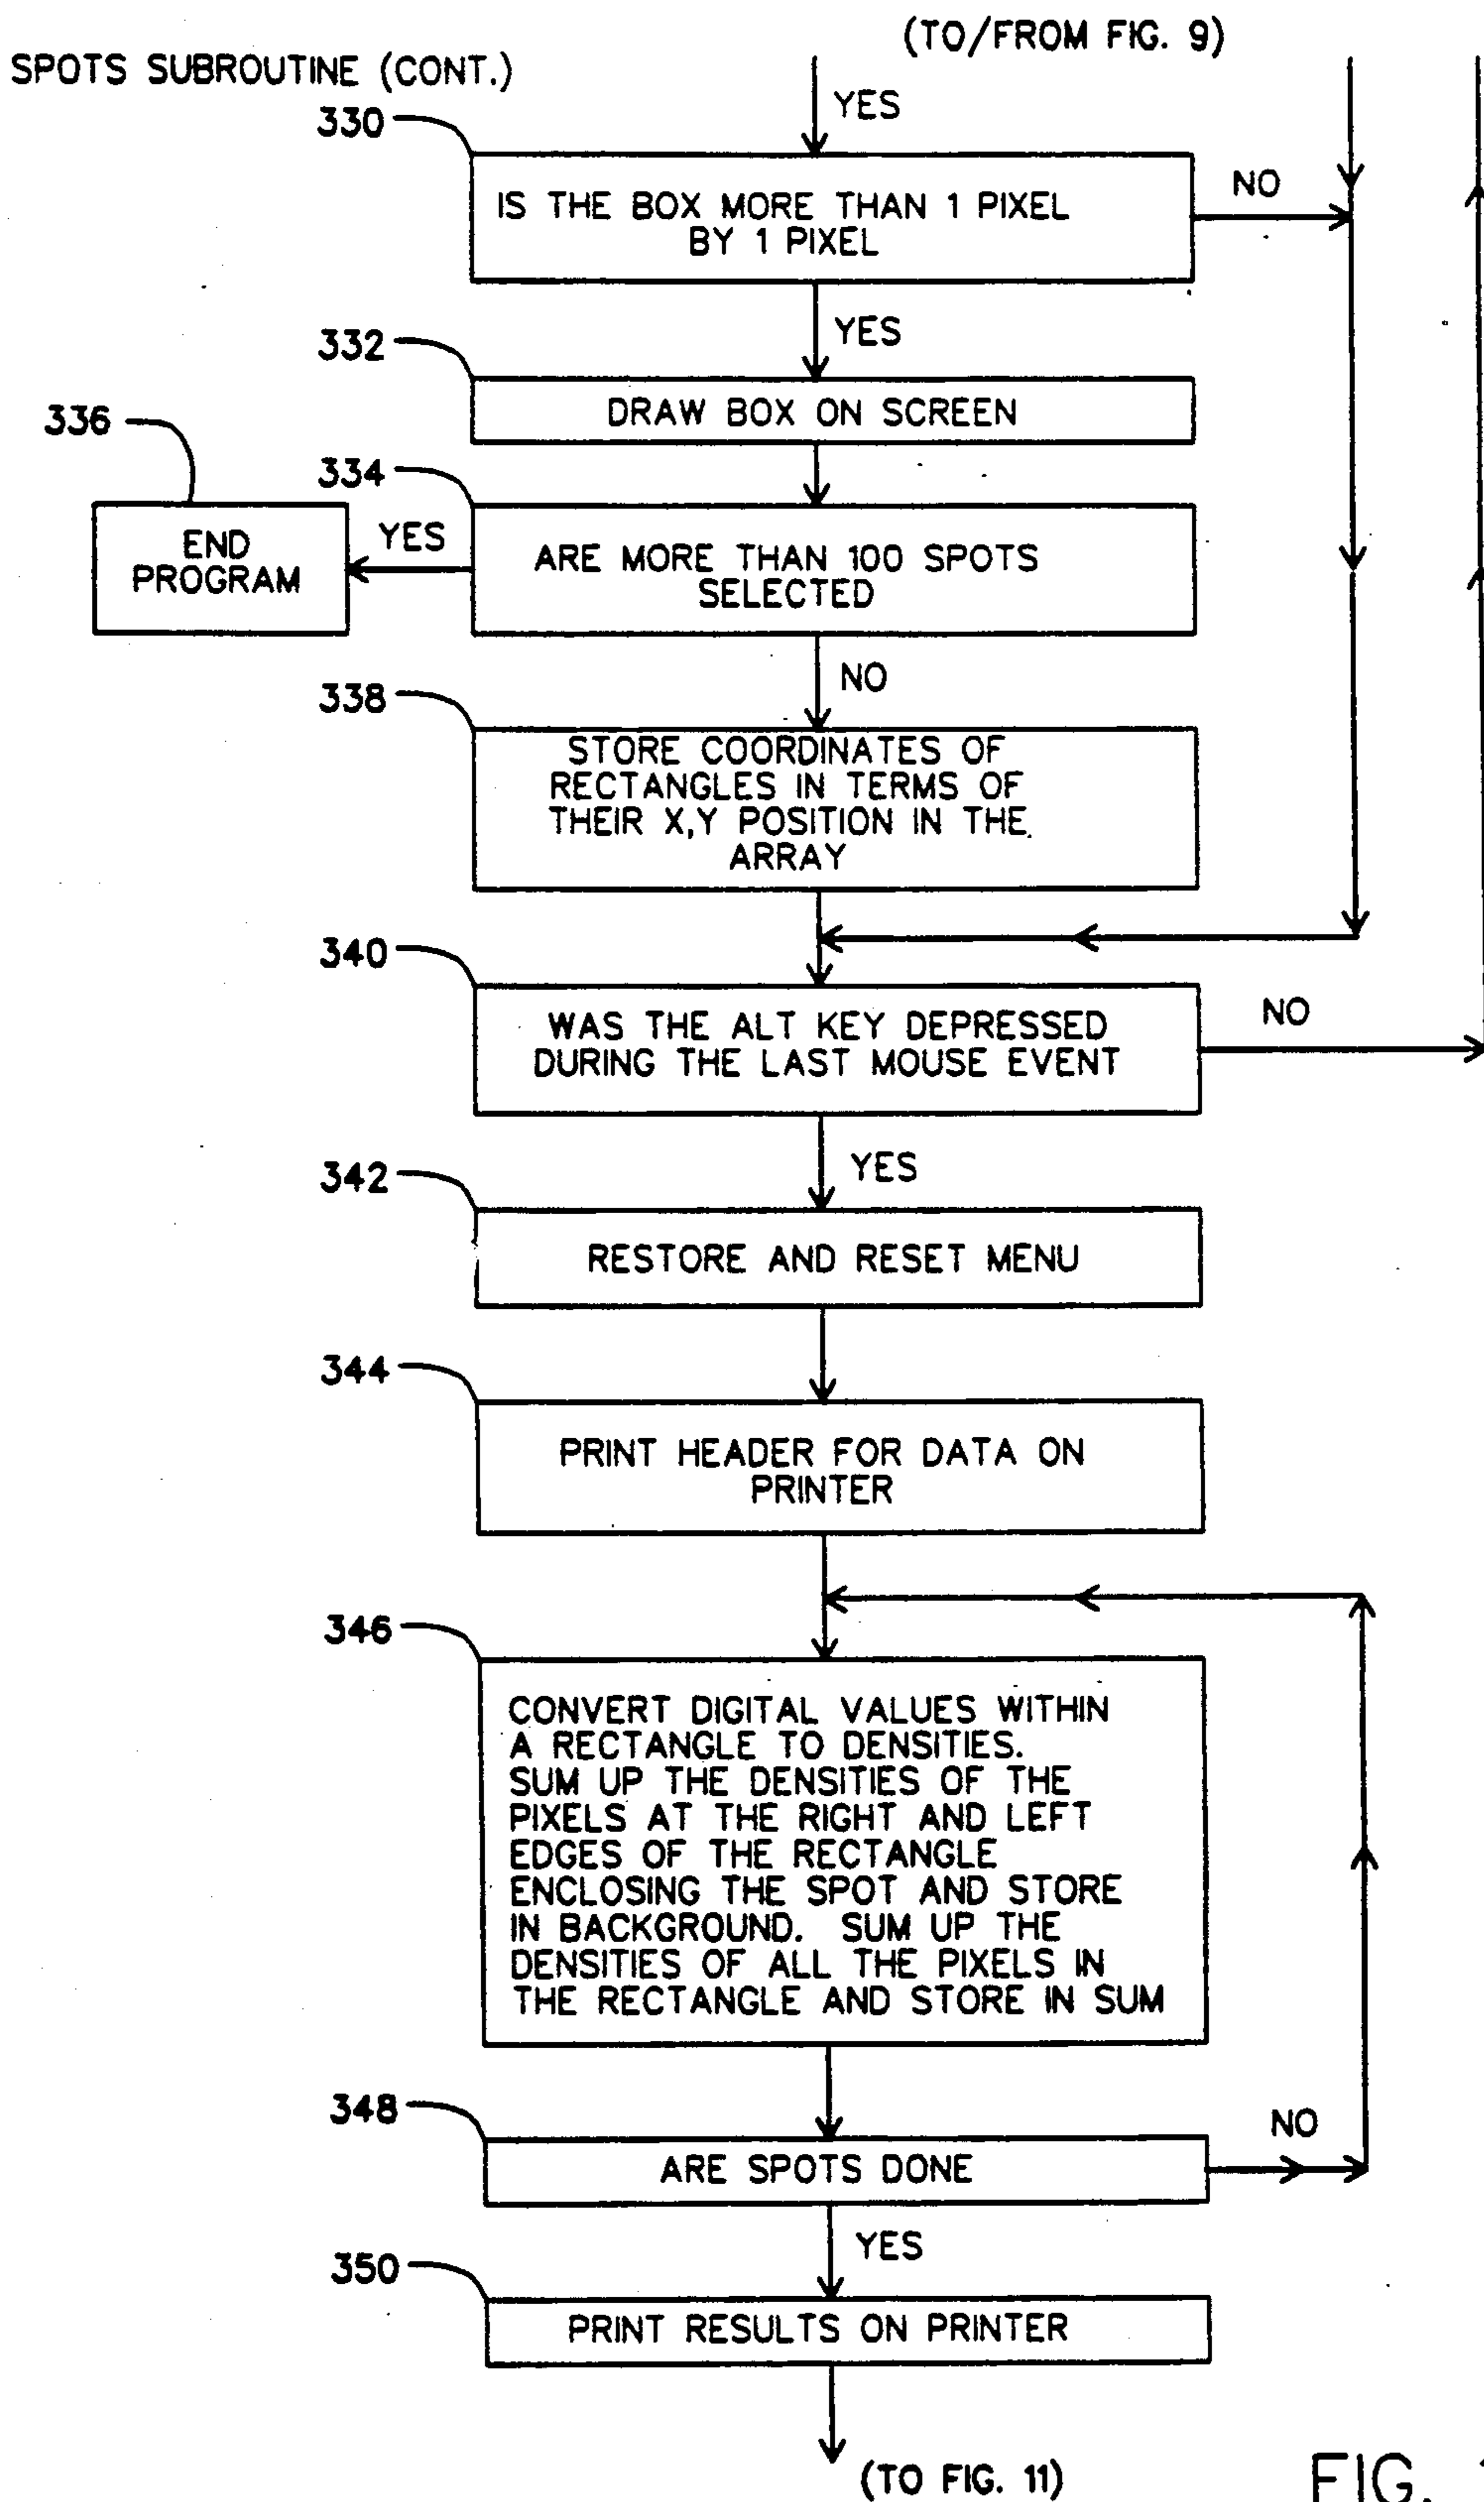 (TO/FROM FIG. 9)
SPOTS SUBROUTINE (CONT.)
YES
330
IS THE BOX MORE THAN 1 PIXEL
BY 1 PIXEL
NO
YES
332
DRAW BOX ON SCREEN
336
334
END
PROGRAM
YES
ARE MORE THAN 100 SPOTS
SELECTED
NO
338
STORE COORDINATES OF
RECTANGLES IN TERMS OF
THEIR X,Y POSITION IN THE
ARRAY
340
WAS THE ALT KEY DEPRESSED
DURING THE LAST MOUSE EVENT
NO
YES
342
RESTORE AND RESET MENU
344
PRINT HEADER FOR DATA ON
PRINTER
346
CONVERT DIGITAL VALUES WITHIN
A RECTANGLE TO DENSITIES.
SUM UP THE DENSITIES OF THE
PIXELS AT THE RIGHT AND LEFT
EDGES OF THE RECTANGLE
ENCLOSING THE SPOT AND STORE
IN BACKGROUND. SUM UP THE
DENSITIES OF ALL THE PIXELS IN
THE RECTANGLE AND STORE IN SUM
348
ARE SPOTS DONE
NO
YES
350
PRINT RESULTS ON PRINTER
(TO FIG. 11)
FIG.